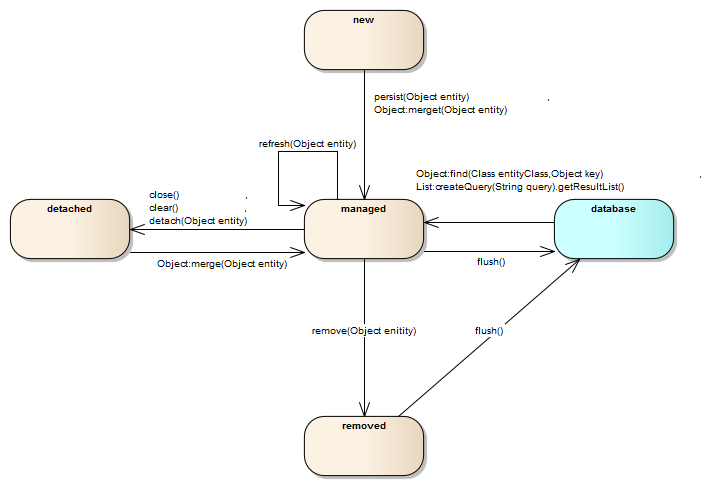 new
persist(Object entity)
Object:merget(Object entity)
refresh(Object entity)
Object:find(Class entityClass,Object key)
List:createQuery(String query).getResultList()
close()
clear()
detach(Object entity)
detached
managed
database
Object:merge(Object entity)
flush()
remove(Object enitity)
flush()
removed